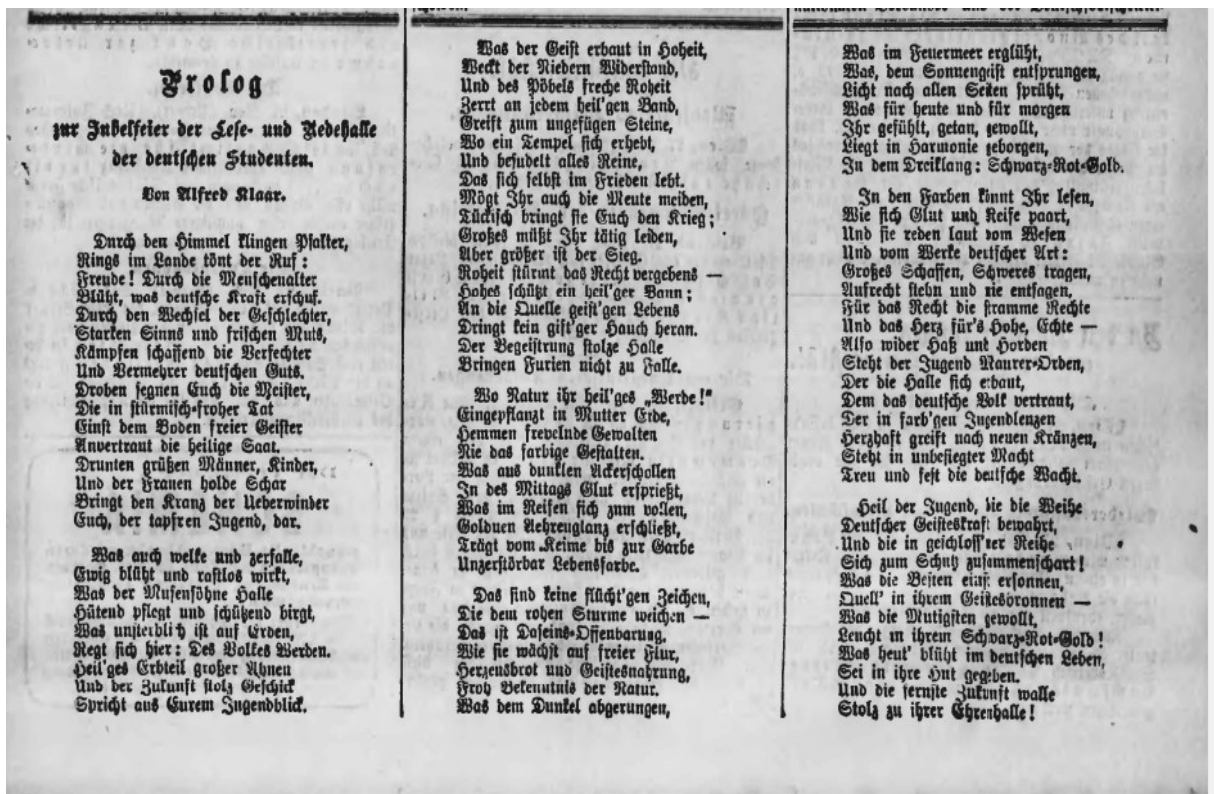 Prolog
zur Jubelfeier der Lese- und Redehalle
der deutschen Studenten.
Von Alfred Klaar.
Durch den Himmel klingen Psalter,
Rings im Lande tönt der Ruf:
Freude! Durch die Menschenalter
Blüht, was deutsche Kraft erschuf.
Durch den Wechsel der Geschlechter,
Starken Sinns und frischen Muts,
Kämpfen schaffend die Verfechter
Und Vermehrer deutschen Guts.
Droben segnen Euch die Meister,
Die in stürmisch-froher Tat
Einst dem Boden freier Geister
Anvertraut die heilige Saat.
Drunten grüßen Männer, Kinder,
Und der Frauen holde Schar
Bringt den Kranz der Ueberwinder
Euch, der tapfren Jugend, dar.
Was auch welke und zerfalle,
Ewig blüht und rastlos wirkt,
Was der Musensöhne Halle
Hütend pflegt und schützend birgt,
Was unsterblich ist auf Erden,
Regt sich hier: Des Volkes Werden.
Heil'ges Erbteil großer Ahnen
Und der Zukunft stolz Geschick
Spricht aus Eurem Jugendblick.
Was der Geist erbaut in Hoheit,
Weckt der Niedern Widerstand,
Und des Pöbels freche Roheit
Zerrt an jedem heil'gen Band,
Greift zum ungefügen Steine,
Wo ein Tempel sich erhebt,
Und besudelt alles Reine,
Das sich selbst im Frieden lebt.
Mögt Ihr auch die Meute meiden,
Tückisch bringt sie Euch den Krieg;
Großes müßt Ihr tätig leiden,
Aber größer ist der Sieg.
Roheit stürmt das Recht vergebens —
Hohes schützt ein heil'ger Bann;
An die Quelle geist'gen Lebens
Dringt kein gift'ger Hauch heran.
Der Begeistrung stolze Halle
Bringen Furien nicht zu Falle.
Wo Natur ihr heil'ges „Werde!"
Eingepflanzt in Mutter Erde,
Hemmen frevelnde Gewalten
Nie das farbige Gestalten.
Was aus dunklen Ackerschollen
In des Mittags Glut ersprießt,
Was im Reifen sich zum vollen,
Goldnen Aehrenglanz erschließt,
Trägt vom Keime bis zur Garbe
Unzerstörbar Lebensfarbe.
Das sind keine flücht'gen Zeichen,
Die dem rohen Sturme weichen —
Das ist Daseins-Offenbarung.
Wie sie wächst auf freier Flur,
Herzensbrot und Geistesnahrung,
Froh Bekenntnis der Natur.
Was dem Dunkel abgerungen,
Was im Feuermeer erglüht,
Was, dem Sonnengeist entsprungen,
Licht nach allen Seiten sprüht,
Was für heute und für morgen
Ihr gefühlt, getan, gewollt,
Liegt in Harmonie geborgen,
In dem Dreiklang: Schwarz-Rot-Gold.
In den Farben könnt Ihr lesen,
Wie sich Glut und Reife paart,
Und sie reden laut vom Wesen
Und vom Werke deutscher Art:
Großes Schaffen, Schweres tragen,
Aufrecht stehn und nie entsagen,
Für das Recht die stramme Rechte
Und das Herz für's Hohe, Echte —
Also wider Haß und Horden
Steht der Jugend Maurer-Orden,
Der die Halle sich erbaut,
Dem das deutsche Volk vertraut,
Der in farb'gen Jugendlenzen
Herzhaft greift nach neuen Kränzen,
Steht in unbesiegter Macht
Treu und fest die deutsche Wacht.
Heil der Jugend, die die Weihe
Deutscher Geisteskraft bewahrt,
Und die in geschloss'ner Reihe
Sich zum Schutz zusammenschart!
Was die Besten einst ersonnen,
Quell' in ihrem Geistesbronnen —
Was die Mutigsten gewollt,
Leucht in ihrem Schwarz-Rot-Gold!
Was heut' blüht im deutschen Leben,
Sei in ihre Hut gegeben.
Und die fernste Zukunft walle
Stolz zu ihrer Ehrenhalle!